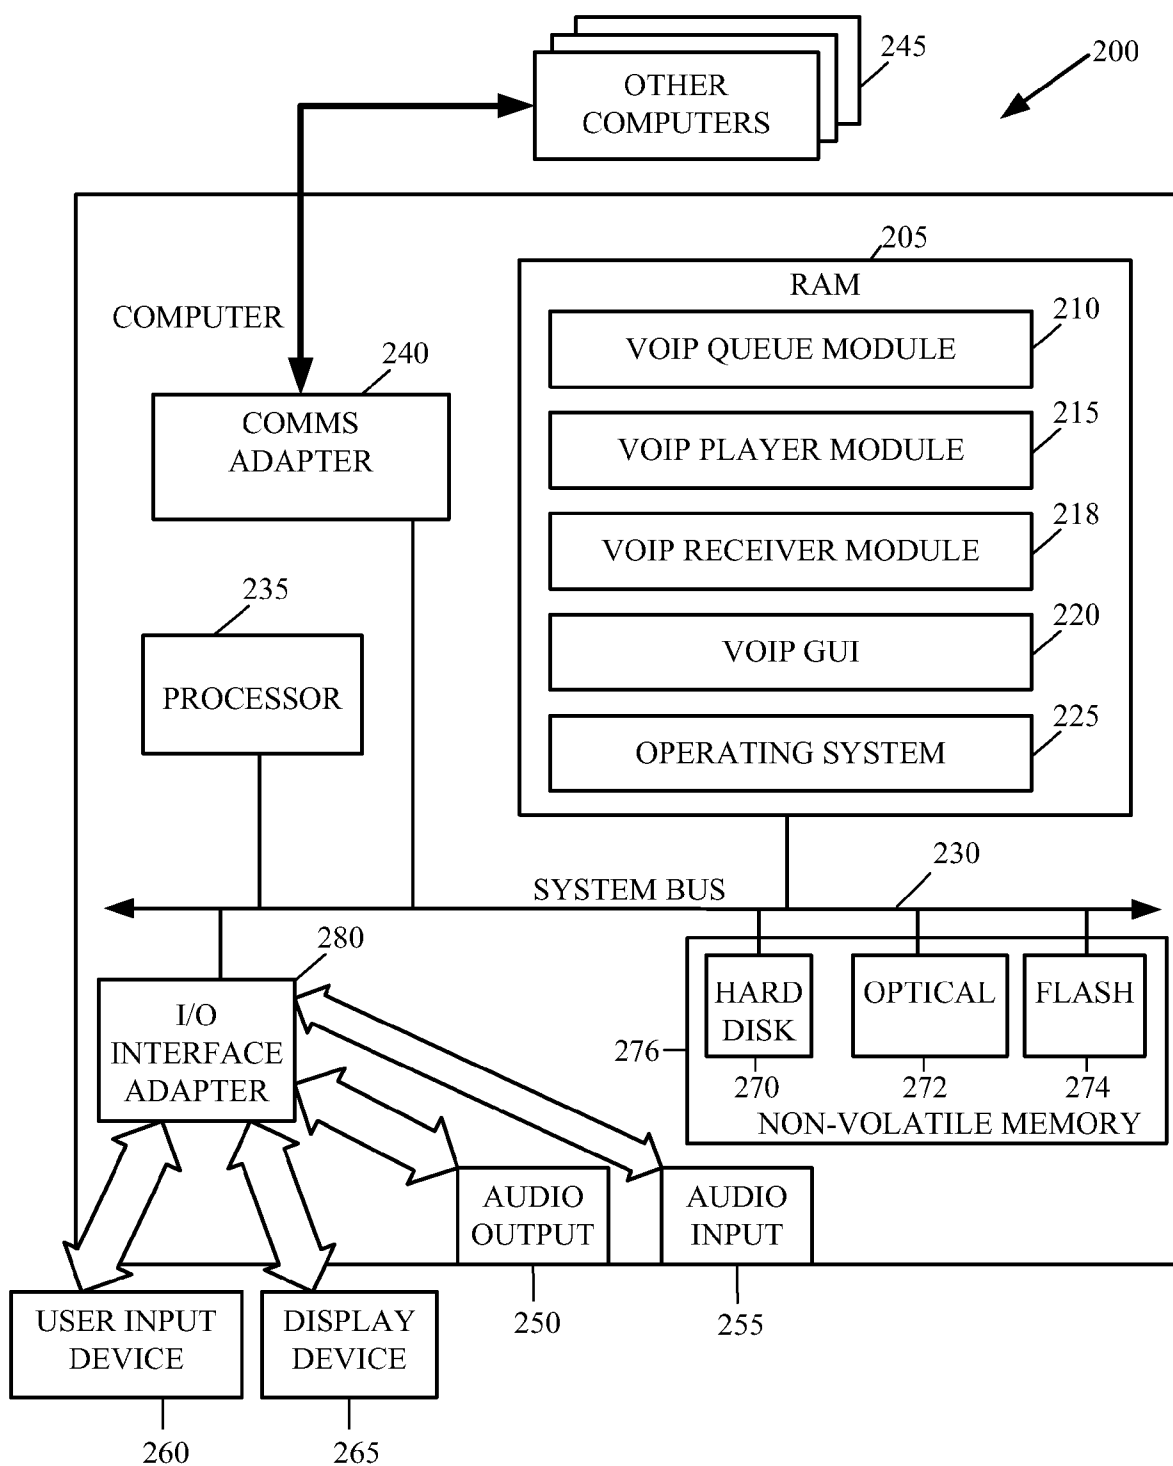 245
200
OTHER
COMPUTERS
205
RAM
COMPUTER
210
VOIP QUEUE MODULE
240
COMMS
ADAPTER
215
VOIP PLAYER MODULE
218
VOIP RECEIVER MODULE
235
PROCESSOR
220
VOIP GUI
225
OPERATING SYSTEM
230
SYSTEM BUS
280
I/O
INTERFACE
ADAPTER
HARD
DISK
OPTICAL
FLASH
276
270
272
274
NON-VOLATILE MEMORY
AUDIO
OUTPUT
AUDIO
INPUT
250
255
USER INPUT
DEVICE
DISPLAY
DEVICE
260
265